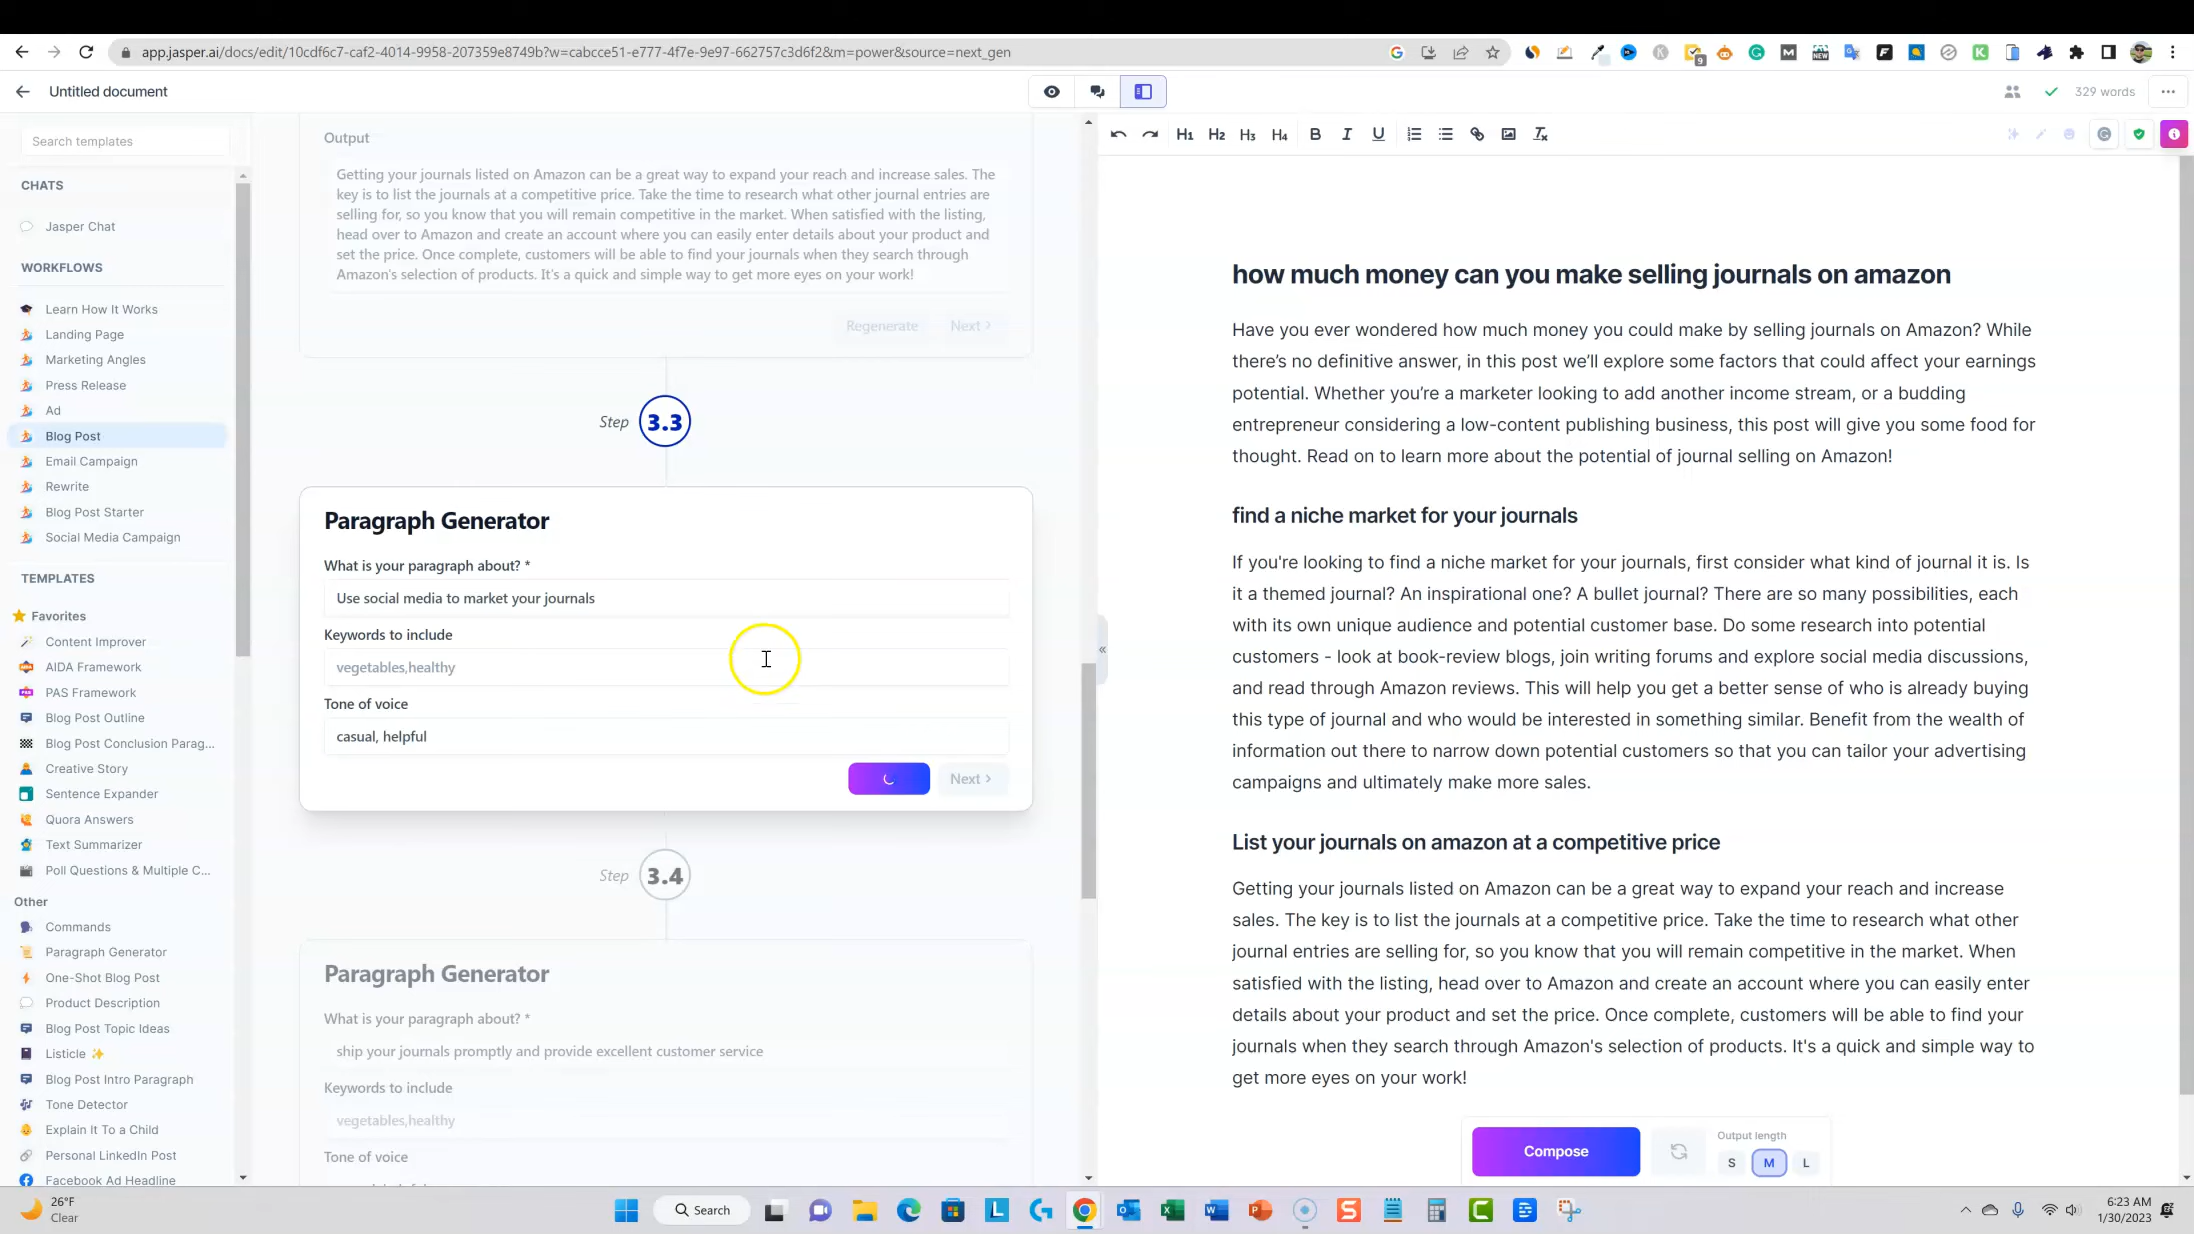 app.jasper.ai/docs/edit/10cdf6c7-caf2-4014-9958-207359e8749b?w=cabcce51-e777-4f7e-9e97-662757c3d6f2&m=power&source=next_gen
Untitled document
329 words
Search templates
CHATS
Jasper Chat
WORKFLOWS
Learn How It Works
Landing Page
Marketing Angles
Press Release
Ad
Blog Post
Email Campaign
Rewrite
Blog Post Starter
Social Media Campaign
TEMPLATES
Favorites
Content Improver
AIDA Framework
PAS Framework
Blog Post Outline
Blog Post Conclusion Parag...
Creative Story
Sentence Expander
Quora Answers
Text Summarizer
Poll Questions & Multiple C...
Other
Commands
Paragraph Generator
One-Shot Blog Post
Product Description
Blog Post Topic Ideas
Listicle ✨
Blog Post Intro Paragraph
Tone Detector
Explain It To a Child
Personal LinkedIn Post
Facebook Ad Headline
Output
Getting your journals listed on Amazon can be a great way to expand your reach and increase sales. The
key is to list the journals at a competitive price. Take the time to research what other journal entries are
selling for, so you know that you will remain competitive in the market. When satisfied with the listing,
head over to Amazon and create an account where you can easily enter details about your product and
set the price. Once complete, customers will be able to find your journals when they search through
Amazon's selection of products. It's a quick and simple way to get more eyes on your work!
Regenerate Next >
Step 3.3
Paragraph Generator
What is your paragraph about? *
Use social media to market your journals
Keywords to include
vegetables,healthy
Tone of voice
casual, helpful
Next >
Step 3.4
Paragraph Generator
What is your paragraph about? *
ship your journals promptly and provide excellent customer service
Keywords to include
vegetables,healthy
Tone of voice
H1 H2 H3 H4 B I U
how much money can you make selling journals on amazon
Have you ever wondered how much money you could make by selling journals on Amazon? While
there's no definitive answer, in this post we'll explore some factors that could affect your earnings
potential. Whether you're a marketer looking to add another income stream, or a budding
entrepreneur considering a low-content publishing business, this post will give you some food for
thought. Read on to learn more about the potential of journal selling on Amazon!
find a niche market for your journals
If you're looking to find a niche market for your journals, first consider what kind of journal it is. Is
it a themed journal? An inspirational one? A bullet journal? There are so many possibilities, each
with its own unique audience and potential customer base. Do some research into potential
customers - look at book-review blogs, join writing forums and explore social media discussions,
and read through Amazon reviews. This will help you get a better sense of who is already buying
this type of journal and who would be interested in something similar. Benefit from the wealth of
information out there to narrow down potential customers so that you can tailor your advertising
campaigns and ultimately make more sales.
List your journals on amazon at a competitive price
Getting your journals listed on Amazon can be a great way to expand your reach and increase
sales. The key is to list the journals at a competitive price. Take the time to research what other
journal entries are selling for, so you know that you will remain competitive in the market. When
satisfied with the listing, head over to Amazon and create an account where you can easily enter
details about your product and set the price. Once complete, customers will be able to find your
journals when they search through Amazon's selection of products. It's a quick and simple way to
get more eyes on your work!
Compose
Output length
S M L
26°F
Clear
Search
6:23 AM
1/30/2023